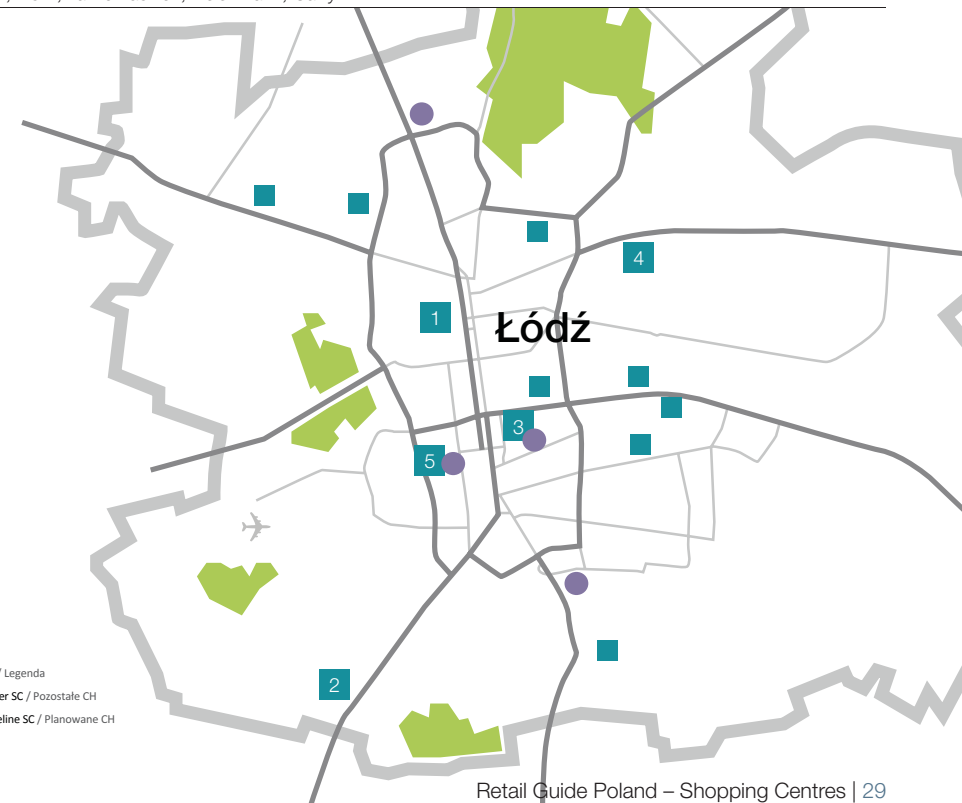 4
1
Łódź
3
5
/ Legenda
er SC / Pozostałe CH
2
eline SC / Planowane CH
Retail Guide Poland – Shopping Centres | 29